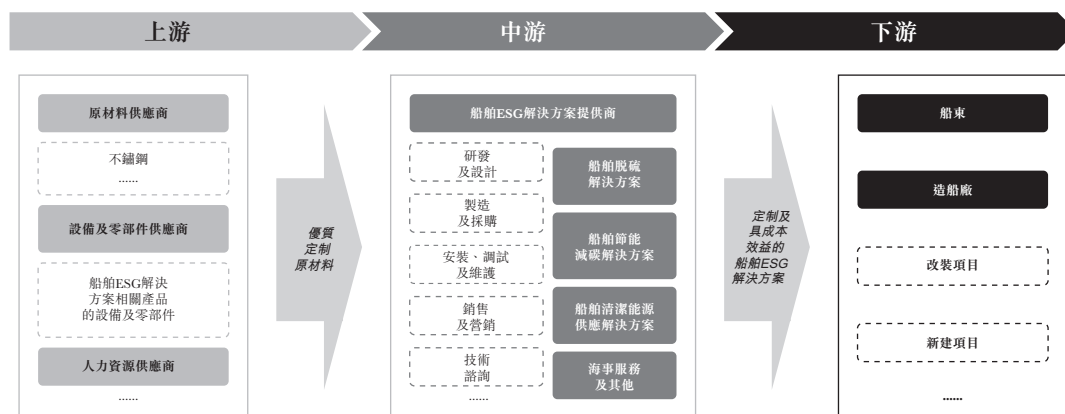 上游
中游
下游
原材料供應商
不鏽鋼
......
設備及零部件供應商
船舶ESG解決
方案相關產品
的設備及零部件
人力資源供應商
......
優質
定制
原材料
船舶ESG解決方案提供商
研發
及設計
製造
及採購
安裝、調試
及維護
銷售
及營銷
技術
諮詢
......
船舶脱硫
解決方案
船舶節能
減碳解決方案
船舶清潔能源
供應解決方案
海事服務
及其他
定制及
具成本
效益的
船舶ESG
解決方案
船東
造船廠
改裝項目
新建項目
......